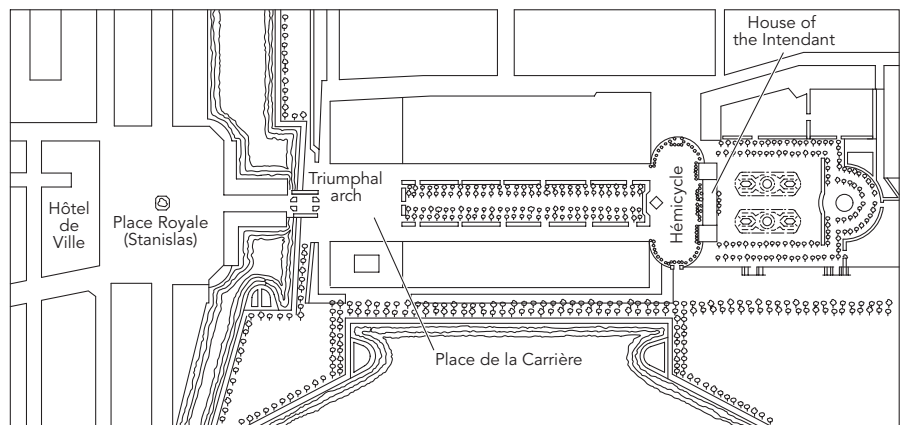 House of
the Intendant
Hôtel
de
Ville
Place Royale
(Stanislas)
Triumphal
arch
Hémicycle
Place de la Carrière